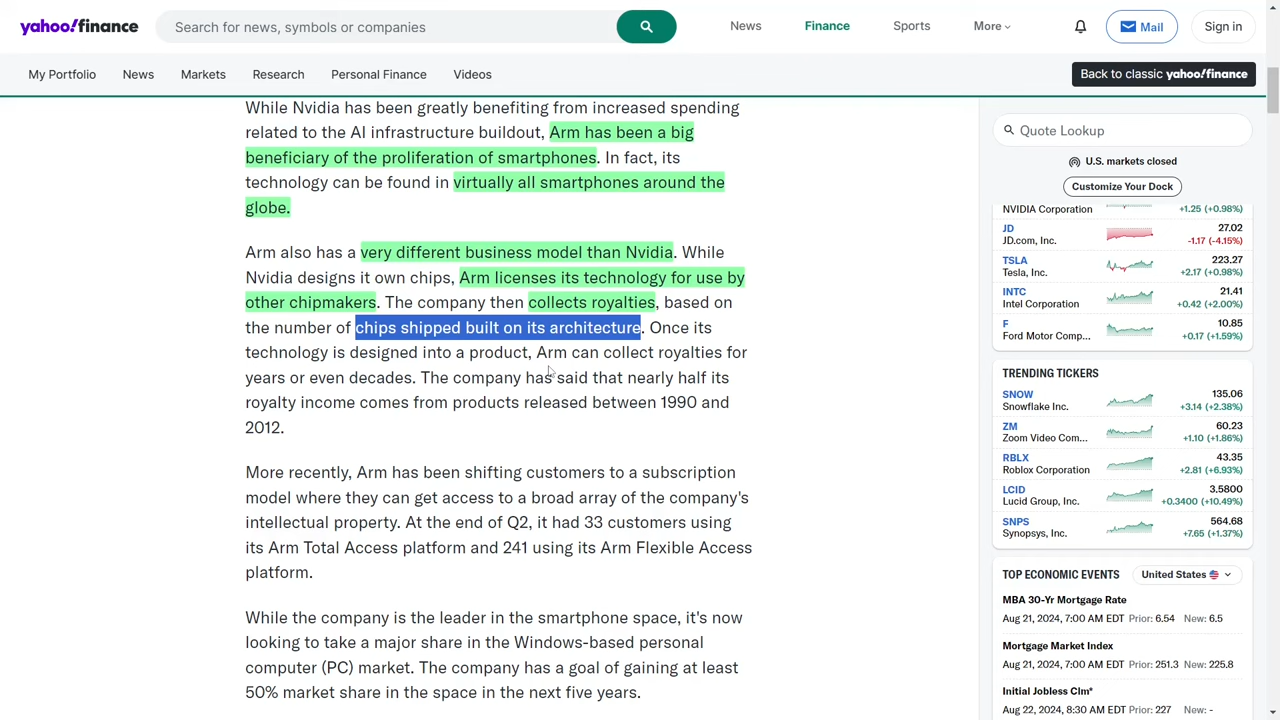 yahoo!finance
Search for news, symbols or companies
News
Finance
Sports
More
Mail
Sign in
My Portfolio
News
Markets
Research
Personal Finance
Videos
Back to classic yahoo!finance
While Nvidia has been greatly benefiting from increased spending
related to the AI infrastructure buildout, Arm has been a big
beneficiary of the proliferation of smartphones. In fact, its
technology can be found in virtually all smartphones around the
globe.
Arm also has a very different business model than Nvidia. While
Nvidia designs it own chips, Arm licenses its technology for use by
other chipmakers. The company then collects royalties, based on
the number of chips shipped built on its architecture. Once its
technology is designed into a product, Arm can collect royalties for
years or even decades. The company has said that nearly half its
royalty income comes from products released between 1990 and
2012.
More recently, Arm has been shifting customers to a subscription
model where they can get access to a broad array of the company's
intellectual property. At the end of Q2, it had 33 customers using
its Arm Total Access platform and 241 using its Arm Flexible Access
platform.
While the company is the leader in the smartphone space, it's now
looking to take a major share in the Windows-based personal
computer (PC) market. The company has a goal of gaining at least
50% market share in the space in the next five years.
Quote Lookup
U.S. markets closed
Customize Your Dock
NVIDIA Corporation +1.25 (+0.98%)
JD 27.02
JD.com, Inc. -1.17 (-4.15%)
TSLA 223.27
Tesla, Inc. +2.17 (+0.98%)
INTC 21.41
Intel Corporation +0.42 (+2.00%)
F 10.85
Ford Motor Comp... +0.17 (+1.59%)
TRENDING TICKERS
SNOW 135.06
Snowflake Inc. +3.14 (+2.38%)
ZM 60.23
Zoom Video Com... +1.10 (+1.86%)
RBLX 43.35
Roblox Corporation +2.81 (+6.93%)
LCID 3.5800
Lucid Group, Inc. +0.3400 (+10.49%)
SNPS 564.68
Synopsys, Inc. +7.65 (+1.37%)
TOP ECONOMIC EVENTS United States
MBA 30-Yr Mortgage Rate
Aug 21, 2024, 7:00 AM EDT Prior: 6.54 New: 6.5
Mortgage Market Index
Aug 21, 2024, 7:00 AM EDT Prior: 251.3 New: 225.8
Initial Jobless Clm*
Aug 22, 2024, 8:30 AM EDT Prior: 227 New: -